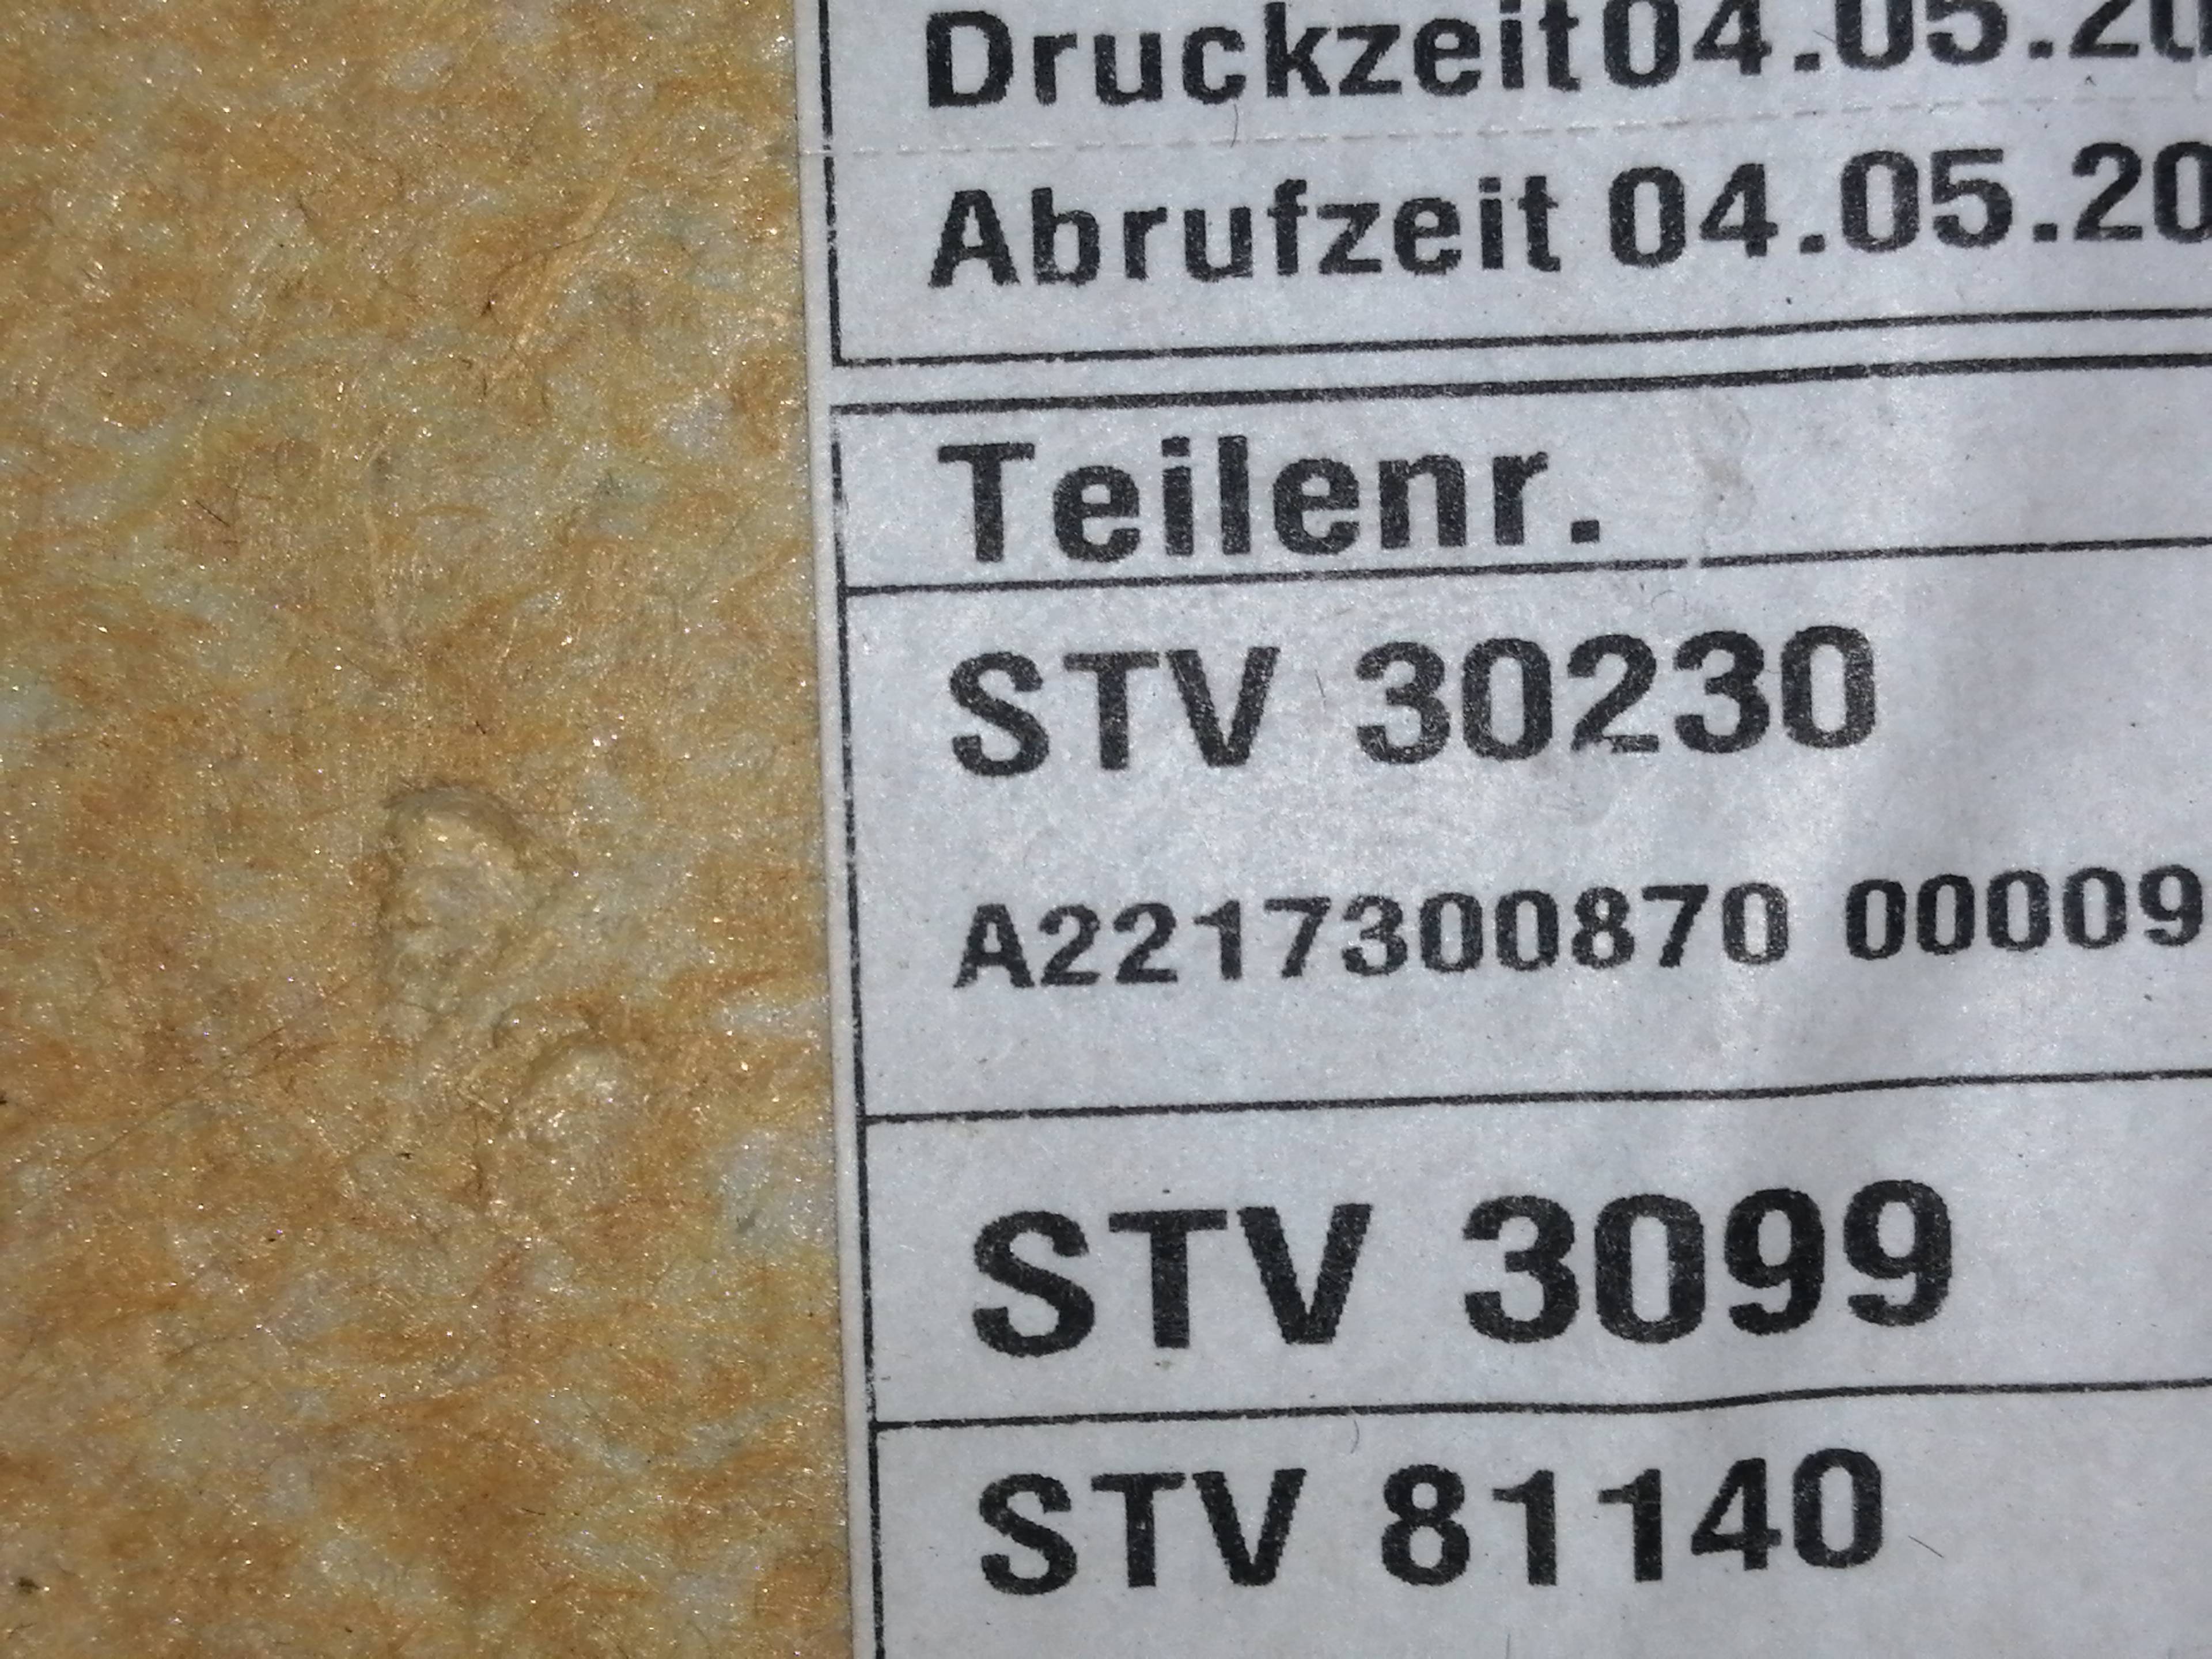 Druckzeit 04.05.20
Abrufzeit 04.05.20
Teilenr.
STV 30230
A2217300870 00009
STV 3099
STV 81140